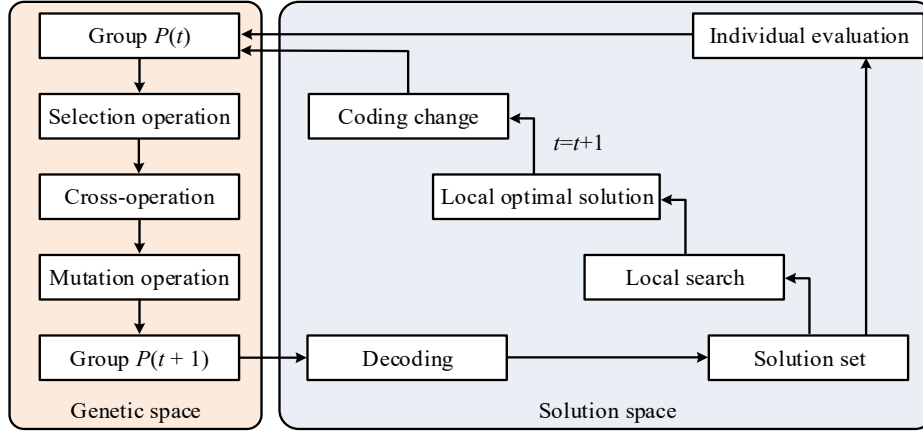 Group P(t)
Individual evaluation
Selection operation
Coding change
t=t+1
Cross-operation
Local optimal solution
Mutation operation
Local search
Group P(t + 1)
Decoding
Solution set
Genetic space
Solution space